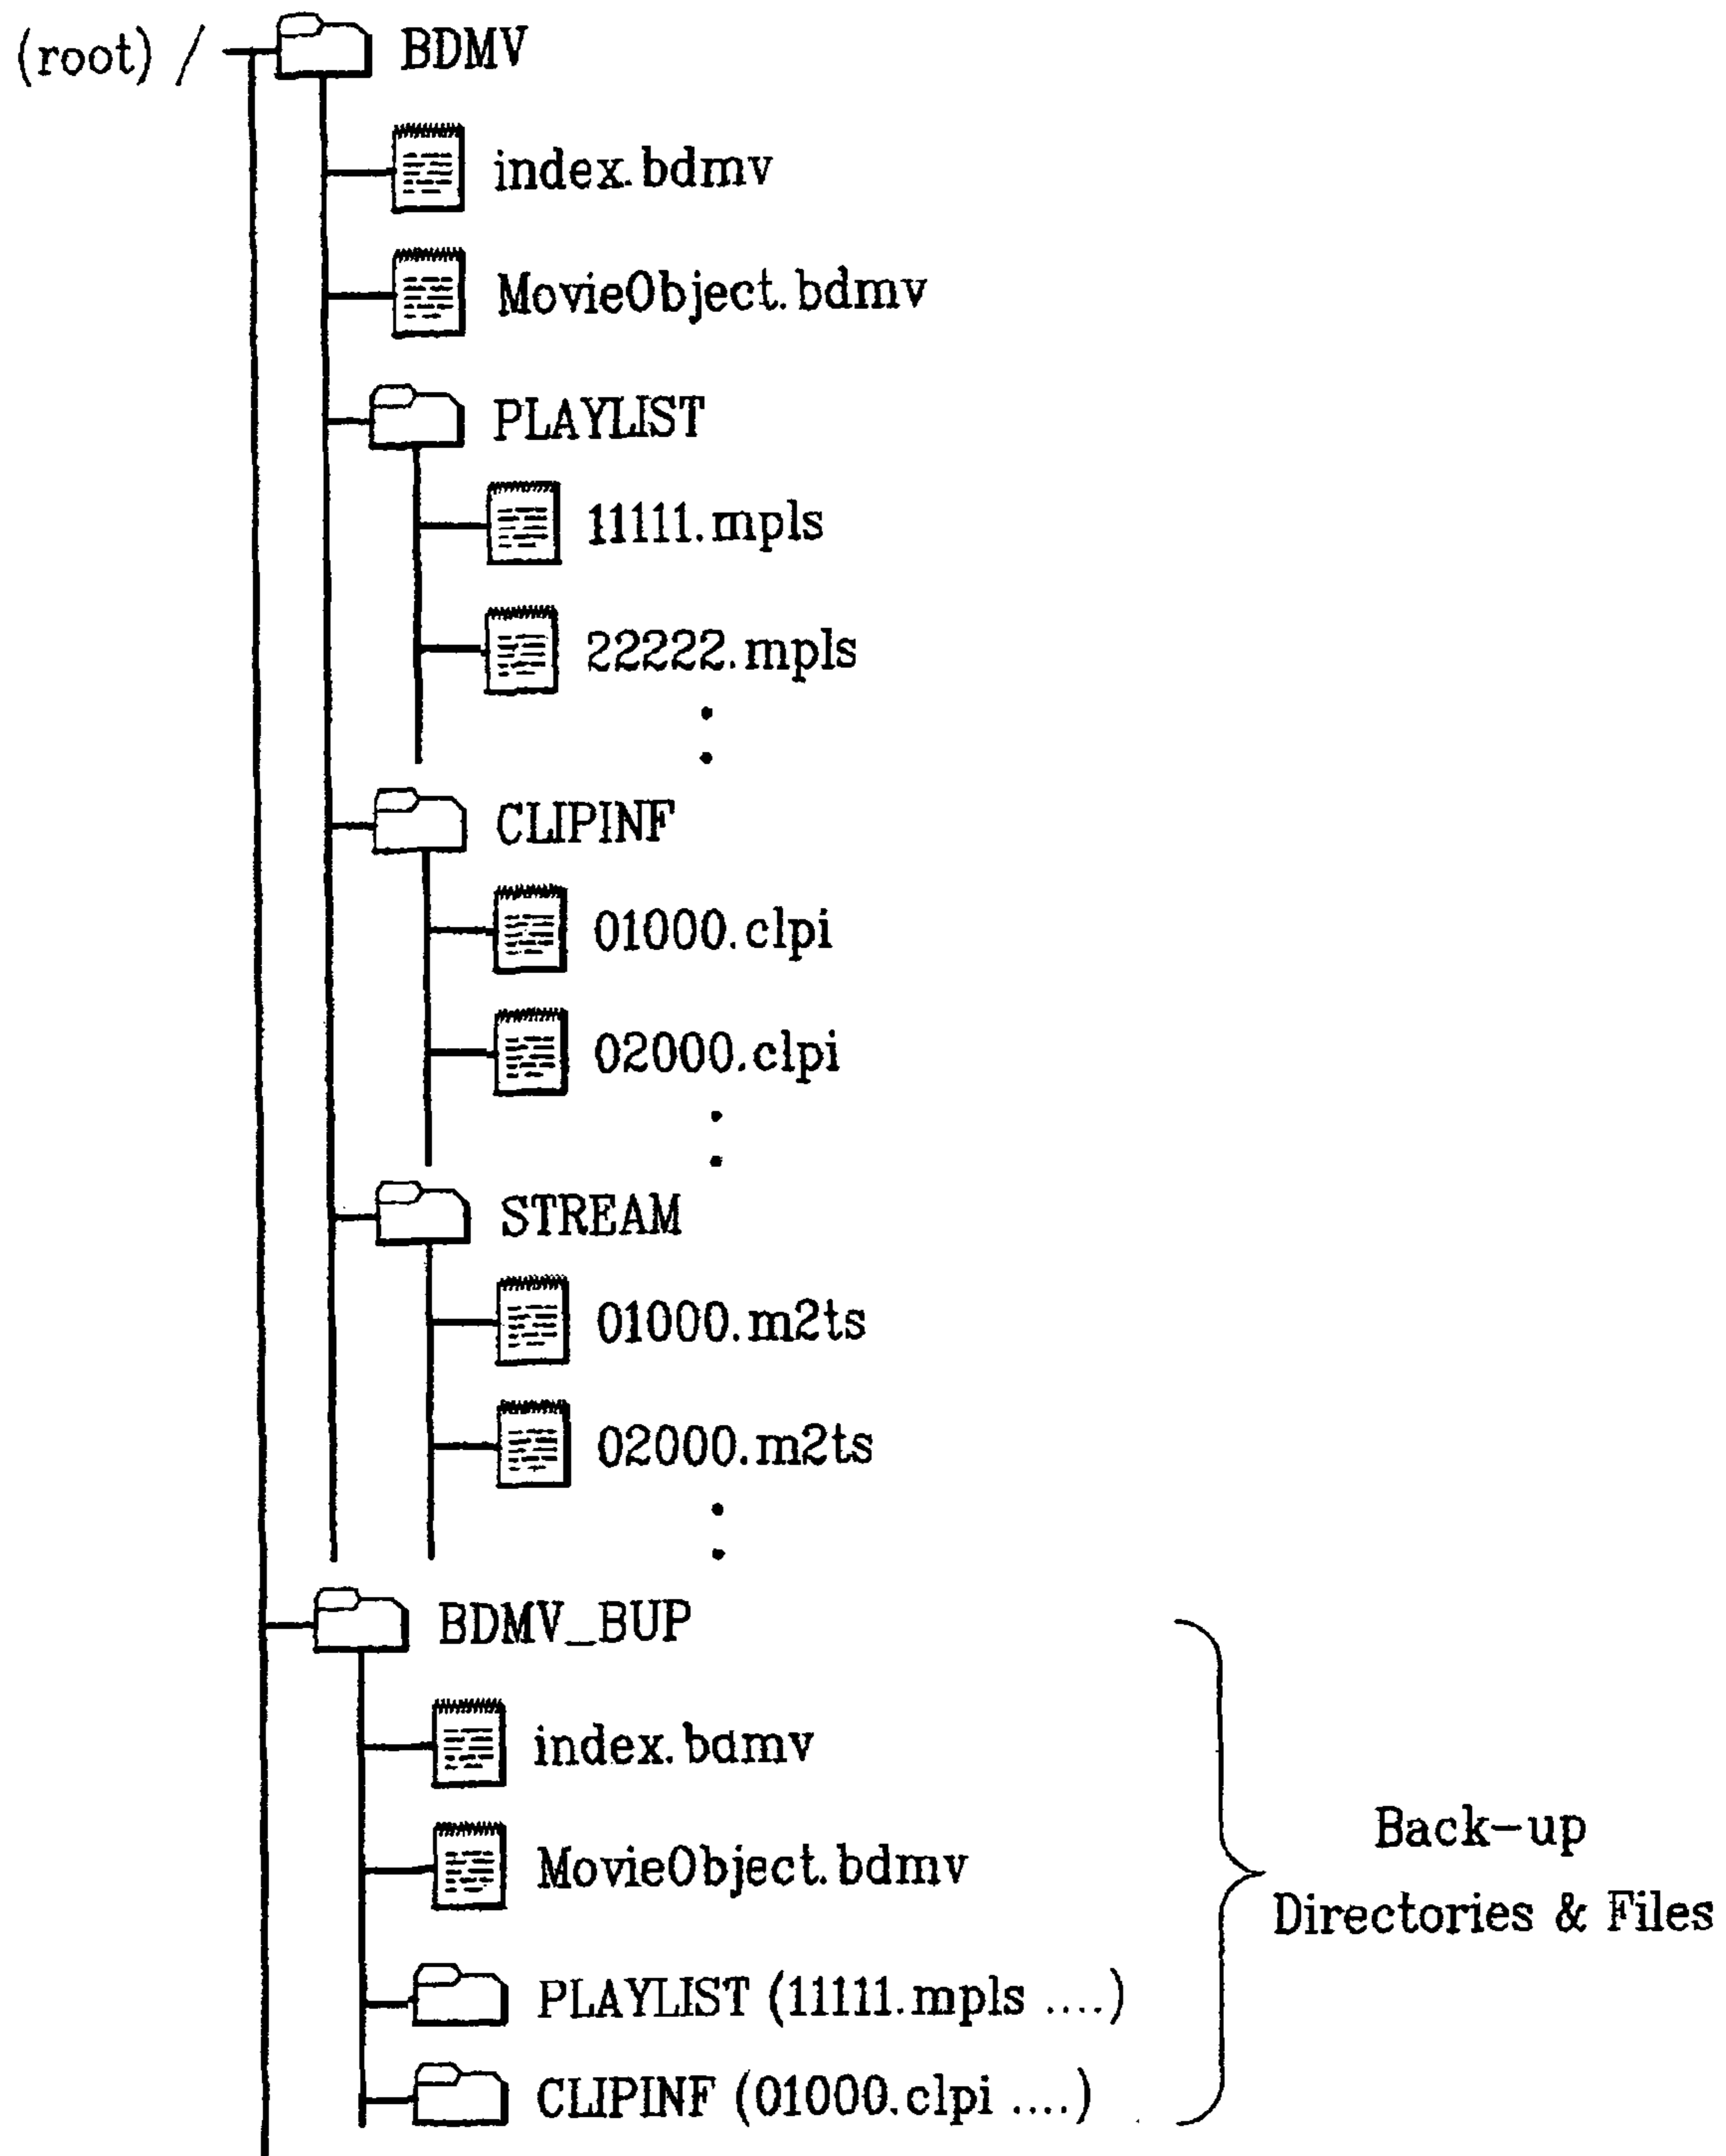 (root) / BDMV
index.bdmv
MovieObject.bdmv
PLAYLIST
11111.mpls
22222.mpls
CLIPINF
01000.clpi
02000.clpi
STREAM
01000.m2ts
02000.m2ts
BDMV_BUP
index.bdmv
MovieObject.bdmv
PLAYLIST (11111.mpls ....)
CLIPINF (01000.clpi ....)
Back-up
Directories & Files